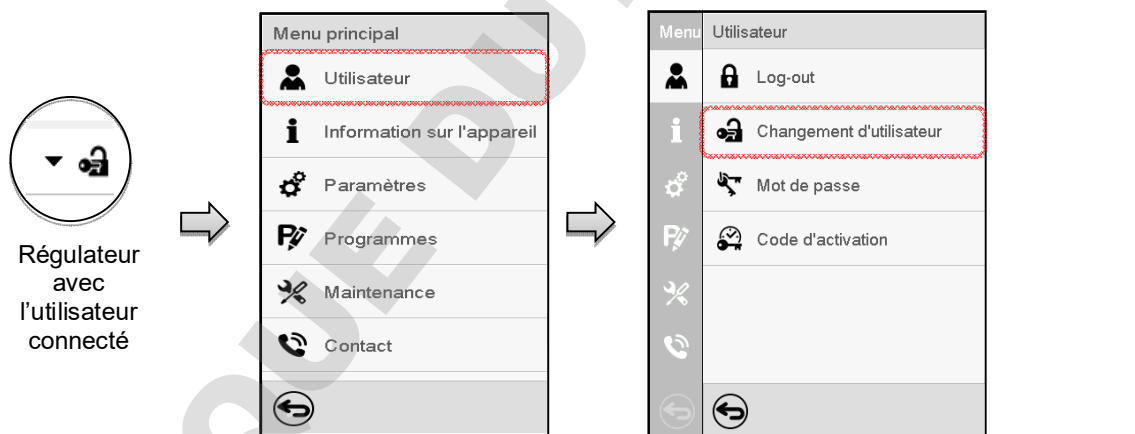 Régulateur
avec
l’utilisateur
connecté
Menu principal
Utilisateur
Information sur l'appareil
Paramètres
Programmes
Maintenance
Contact
Menu
Utilisateur
Log-out
Changement d'utilisateur
Mot de passe
Code d'activation